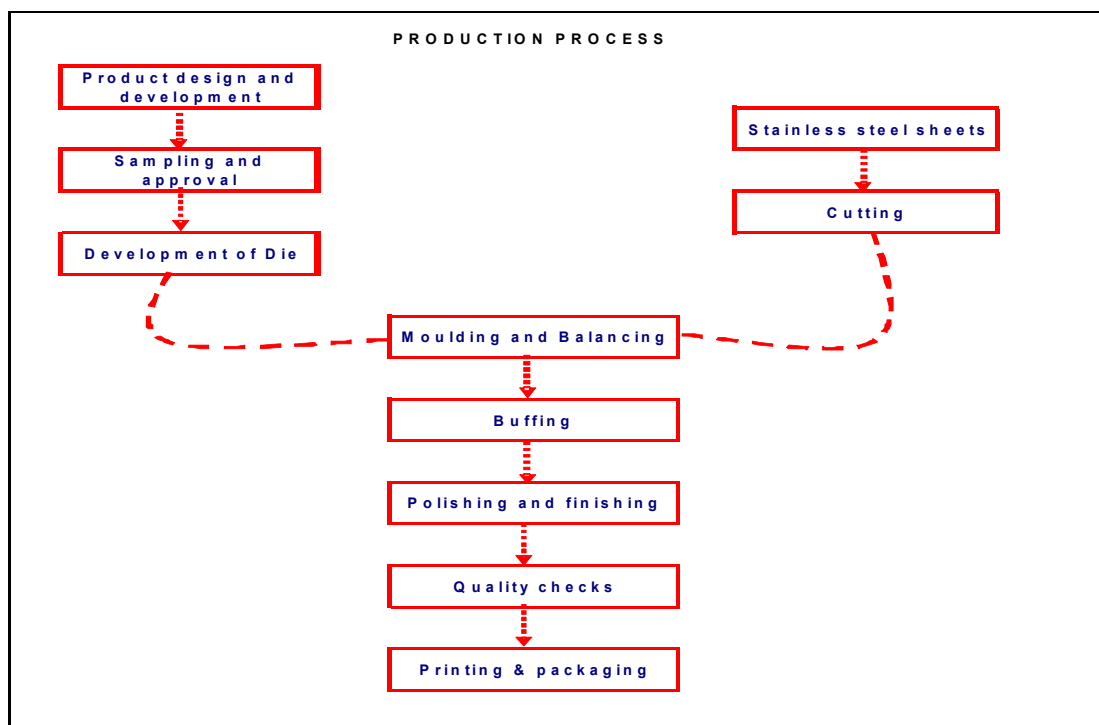 PRODUCTION PROCESS
Product design and
development
Sampling and
approval
Development of Die
Stainless steel sheets
Cutting
Moulding and Balancing
Buffing
Polishing and finishing
Quality checks
Printing & packaging